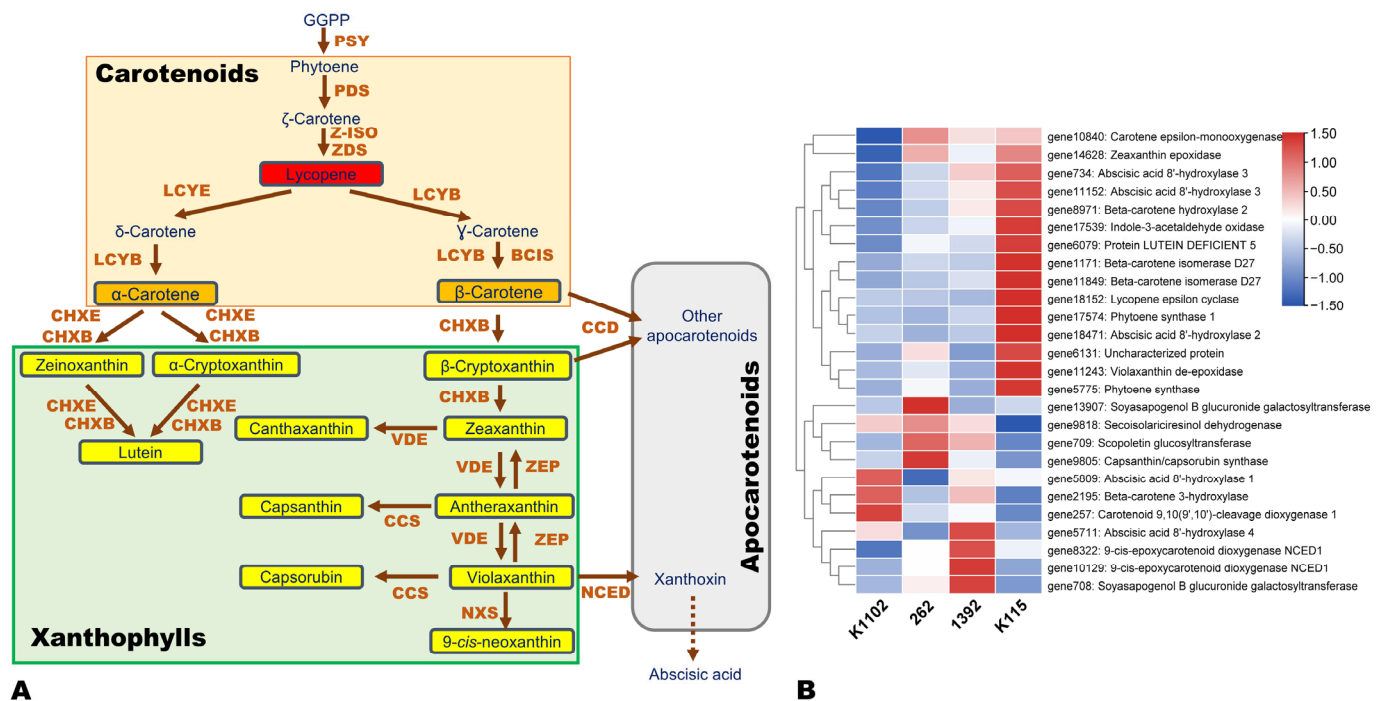 GGPP
PSY
Carotenoids
Phytoene
PDS
ζ-Carotene
Z-ISO
ZDS
Lycopene
LCYE
LCYB
δ-Carotene
Ɣ-Carotene
LCYB
LCYB
BCIS
α-Carotene
β-Carotene
CHXE
CHXB
CHXE
CHXB
CHXB
CCD
Other
apocarotenoids
Zeinoxanthin
α-Cryptoxanthin
β-Cryptoxanthin
CHXE
CHXB
CHXE
CHXB
CHXB
Lutein
Canthaxanthin
VDE
Zeaxanthin
VDE
ZEP
Capsanthin
CCS
Antheraxanthin
VDE
ZEP
Capsorubin
CCS
Violaxanthin
NCED
Xanthoxin
NXS
9-cis-neoxanthin
Xanthophylls
Apocarotenoids
Abscisic acid
A
gene10840: Carotene epsilon-monooxygenase
gene14628: Zeaxanthin epoxidase
gene734: Abscisic acid 8'-hydroxylase 3
gene11152: Abscisic acid 8'-hydroxylase 3
gene8971: Beta-carotene hydroxylase 2
gene17539: Indole-3-acetaldehyde oxidase
gene6079: Protein LUTEIN DEFICIENT 5
gene1171: Beta-carotene isomerase D27
gene11849: Beta-carotene isomerase D27
gene18152: Lycopene epsilon cyclase
gene17574: Phytoene synthase 1
gene18471: Abscisic acid 8'-hydroxylase 2
gene6131: Uncharacterized protein
gene11243: Violaxanthin de-epoxidase
gene5775: Phytoene synthase
gene13907: Soyasapogenol B glucuronide galactosyltransferase
gene9818: Secoisolariciresinol dehydrogenase
gene709: Scopoletin glucosyltransferase
gene9805: Capsanthin/capsorubin synthase
gene5809: Abscisic acid 8'-hydroxylase 1
gene2195: Beta-carotene 3-hydroxylase
gene257: Carotenoid 9,10(9',10')-cleavage dioxygenase 1
gene5711: Abscisic acid 8'-hydroxylase 4
gene8322: 9-cis-epoxycarotenoid dioxygenase NCED1
gene10129: 9-cis-epoxycarotenoid dioxygenase NCED1
gene708: Soyasapogenol B glucuronide galactosyltransferase
1.50
1.00
0.50
0.00
−0.50
−1.00
−1.50
K1102
262
1392
K115
B